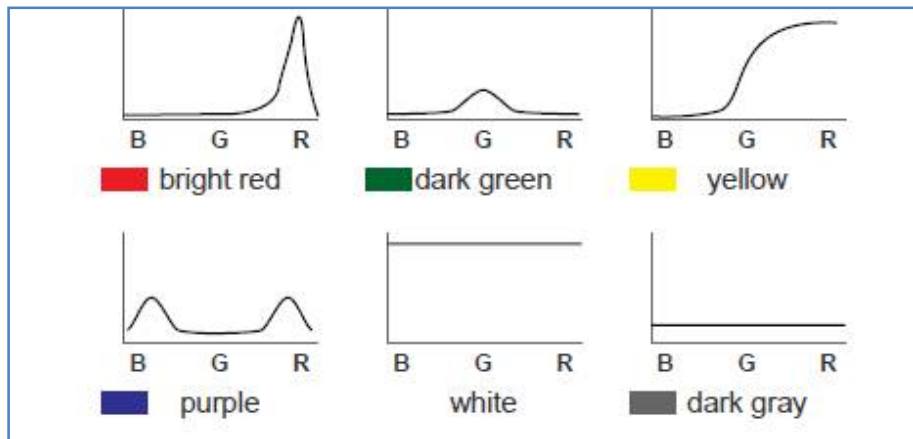 B G R B G R B G R
bright red dark green yellow
B G R B G R B G R
purple white dark gray